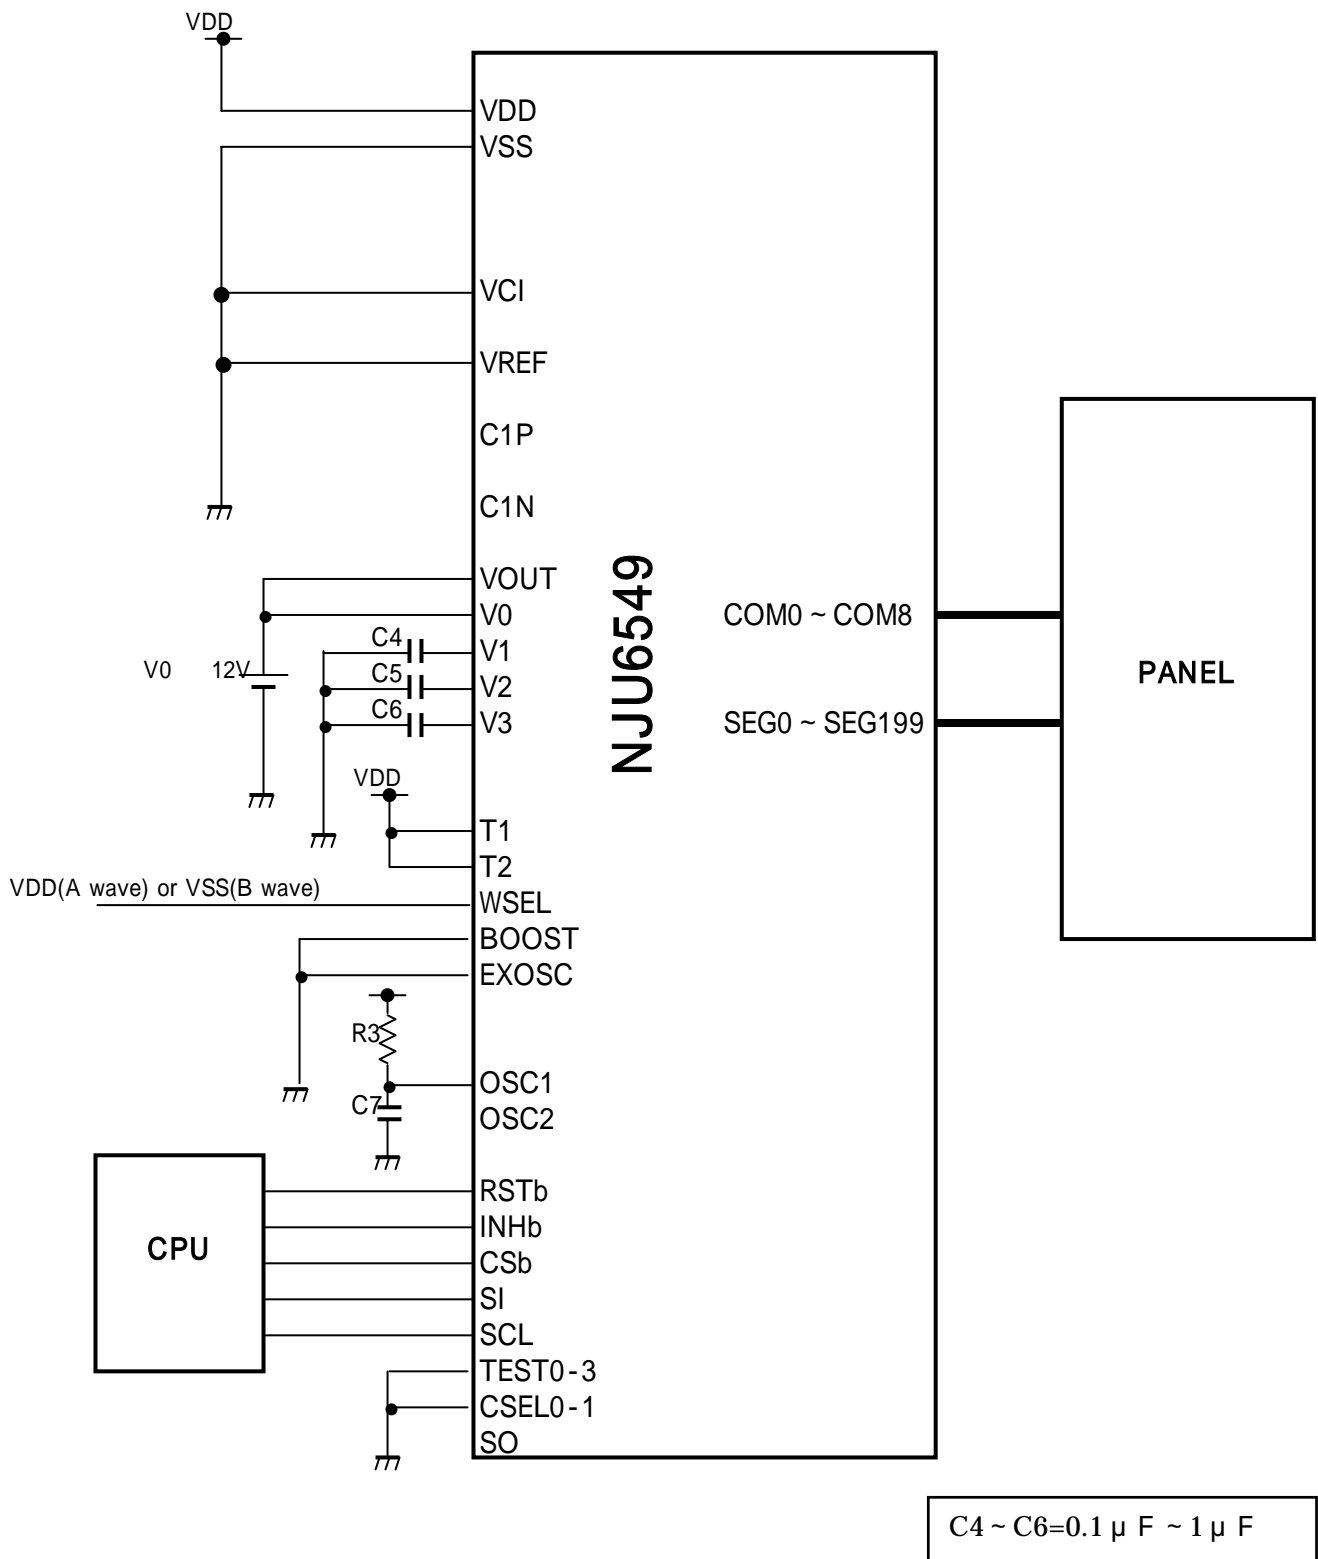 VDD
VDD
VSS
VCI
VREF
C1P
C1N
VOUT
V0
C4
V1
V0 12V
C5
V2
C6
V3
NJU6549
COM0 ~ COM8
SEG0 ~ SEG199
PANEL
VDD
T1
T2
VDD(A wave) or VSS(B wave)
WSEL
BOOST
EXOSC
R3
OSC1
C7
OSC2
CPU
RSTb
INHb
CSb
SI
SCL
TEST0-3
CSEL0-1
SO
C4 ~ C6=0.1 μ F ~ 1 μ F